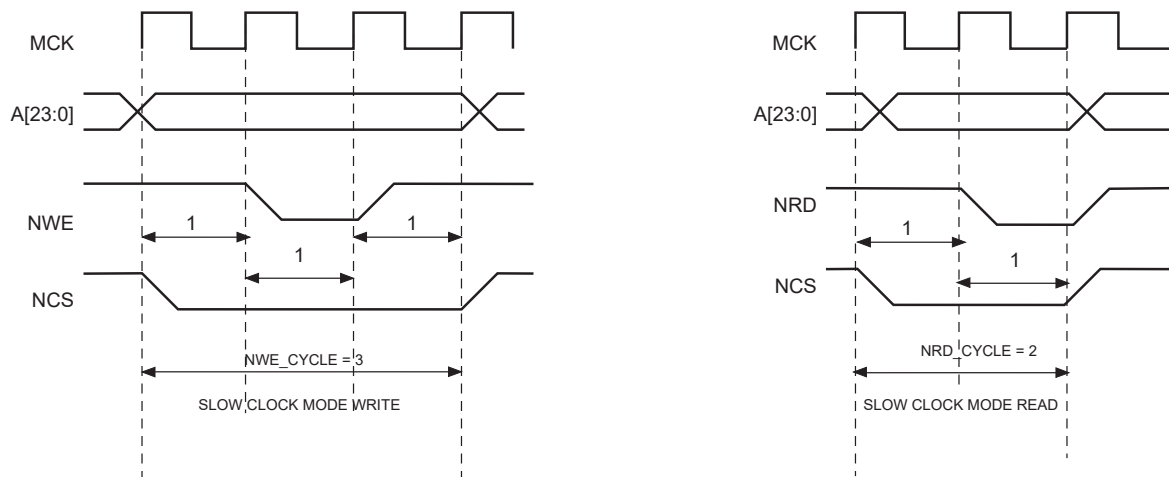 MCK
A[23:0]
NWE
1
1
1
NCS
NWE_CYCLE = 3
SLOW CLOCK MODE WRITE
MCK
A[23:0]
NRD
1
1
NCS
NRD_CYCLE = 2
SLOW CLOCK MODE READ